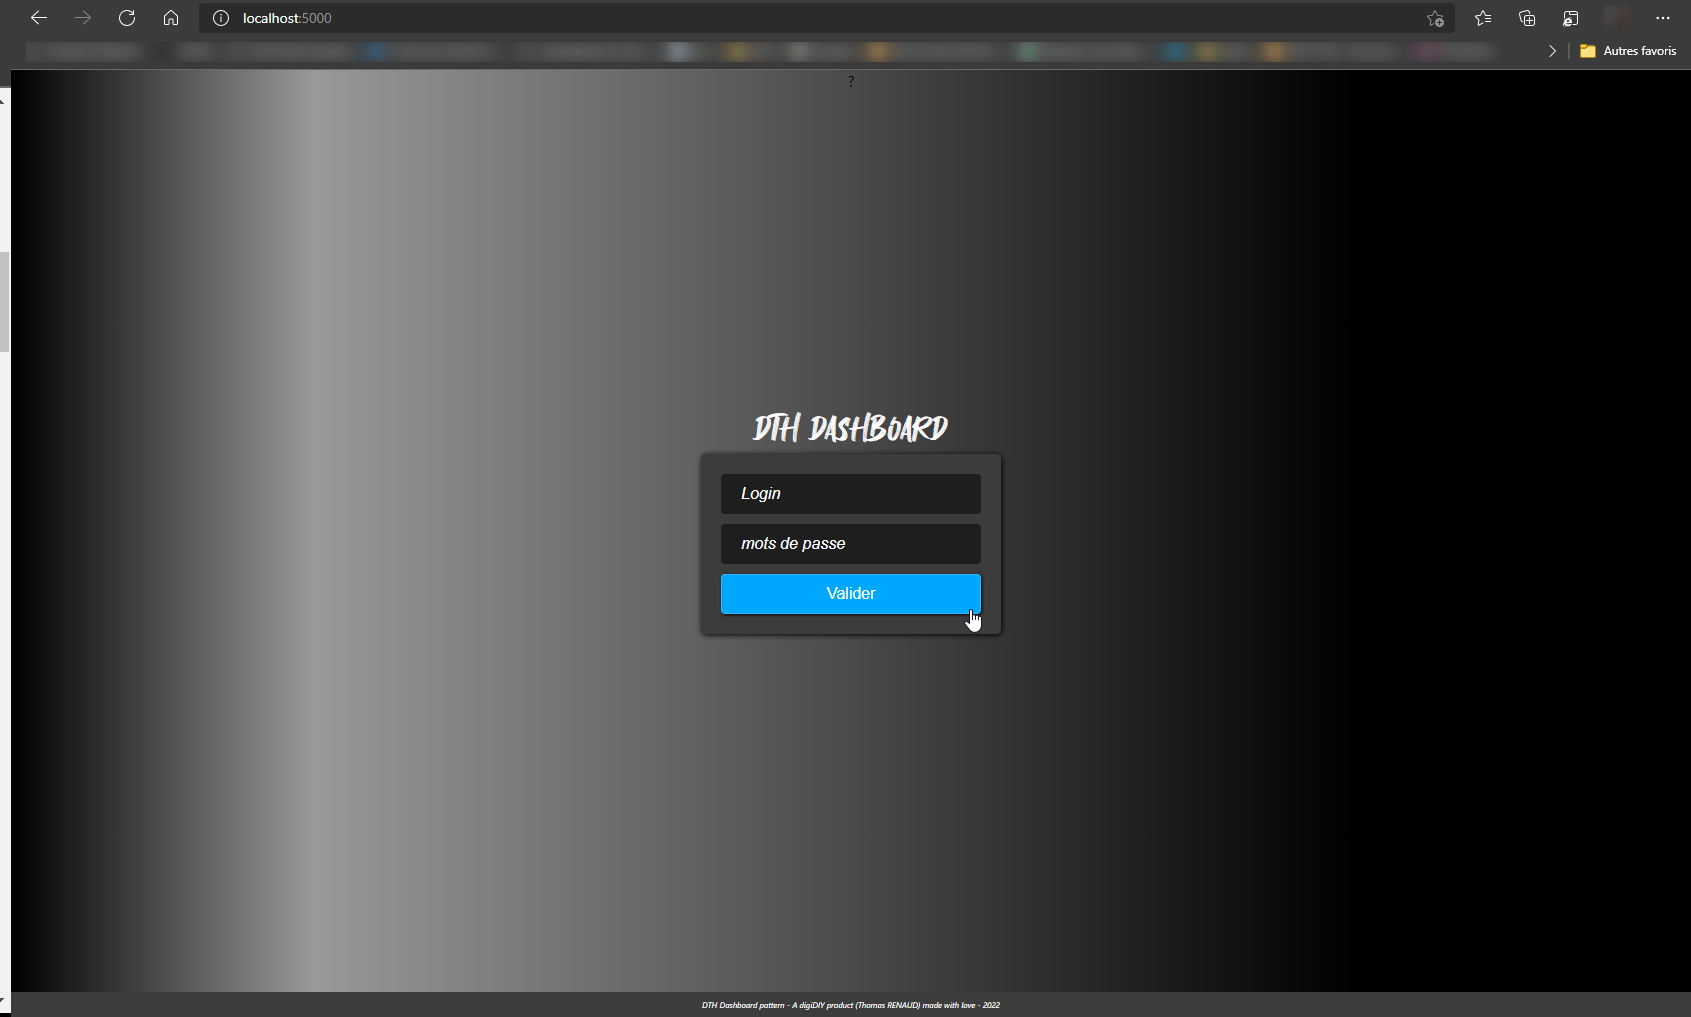 localhost:5000
Autres favoris
?
DTH DASHBOARD
Login
mots de passe
Valider
DTH Dashboard pattern - A digiDIY product (Thomas RENAUD) made with love - 2022